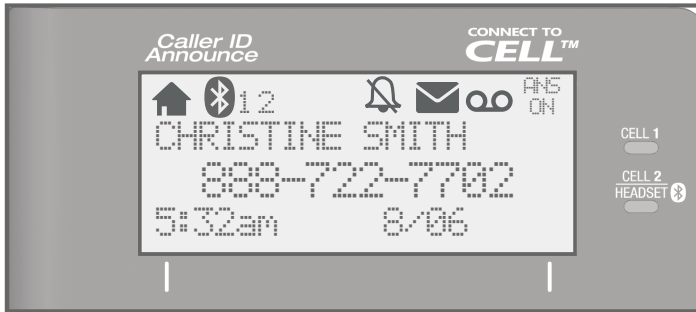 Caller ID
Announce
CONNECT TO
CELL™
12
ANS
ON
CHRISTINE SMITH
888-722-7702
5:32am 8/06
CELL 1
CELL 2
HEADSET